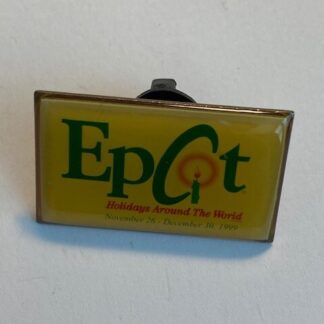 Epcot
Holidays Around The World
November 26 - December 30, 1999